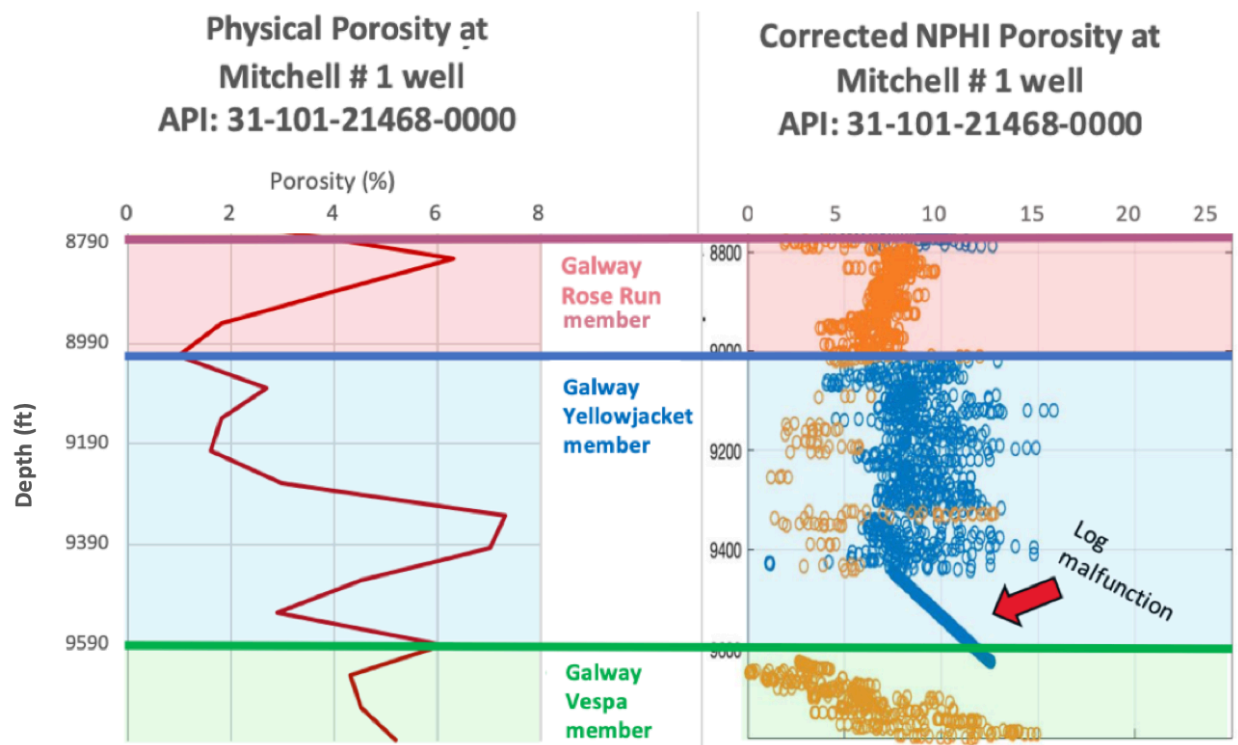 Physical Porosity at
Mitchell # 1 well
API: 31-101-21468-0000
Corrected NPHI Porosity at
Mitchell # 1 well
API: 31-101-21468-0000
Porosity (%)
0 2 4 6 8
0 5 10 15 20 25
Depth (ft)
8790
8990
9190
9390
9590
Galway
Rose Run
member
Galway
Yellowjacket
member
Galway
Vespa
member
8800
9000
9200
9400
9600
Log
malfunction